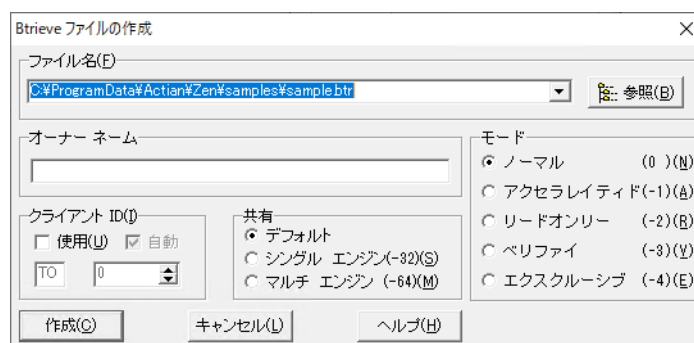 Btrieve ファイルの作成
ファイル名(F)
C:¥ProgramData¥Actian¥Zen¥samples¥sample.btr
参照(B)
オーナー ネーム
モード
ノーマル (0 )(N)
アクセラレイティド(-1)(A)
リードオンリー (-2)(R)
ベリファイ (-3)(V)
エクスクルーシブ (-4)(E)
クライアント ID(I)
使用(U) 自動
TO 0
共有
デフォルト
シングル エンジン(-32)(S)
マルチ エンジン (-64)(M)
作成(C) キャンセル(L) ヘルプ(H)